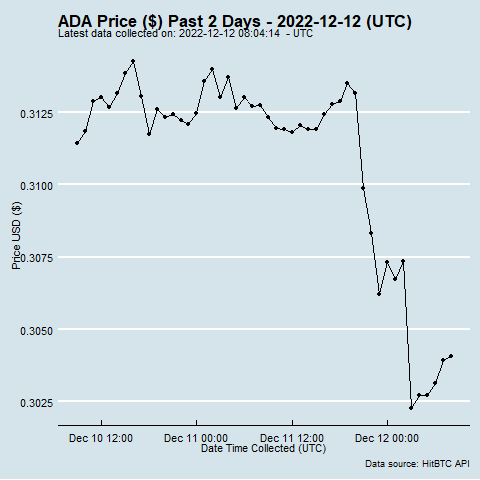 ADA Price ($) Past 2 Days - 2022-12-12 (UTC)
Latest data collected on: 2022-12-12 08:04:14 - UTC
0.3125
0.3100
0.3075
0.3050
0.3025
Price USD ($)
Dec 10 12:00 Dec 11 00:00 Dec 11 12:00 Dec 12 00:00
Date Time Collected (UTC)
Data source: HitBTC API